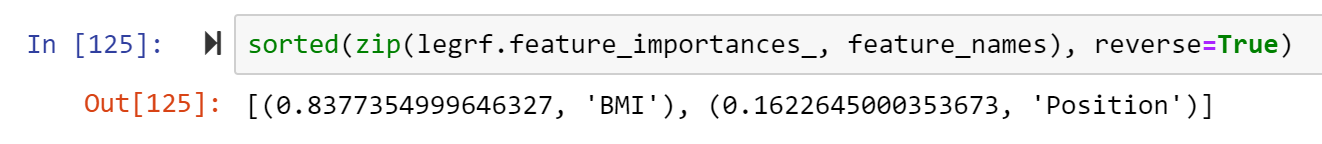 In [125]: sorted(zip(legrf.feature_importances_, feature_names), reverse=True)
Out[125]: [(0.8377354999646327, 'BMI'), (0.1622645000353673, 'Position')]